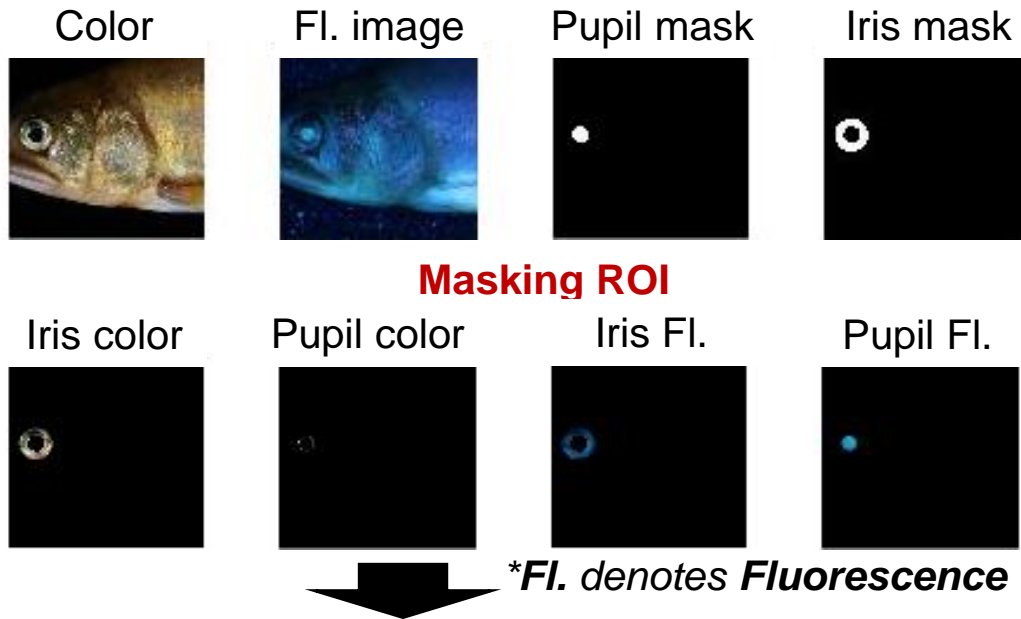 Color Fl. image Pupil mask Iris mask
Masking ROI
Iris color Pupil color Iris Fl. Pupil Fl.
*Fl. denotes Fluorescence